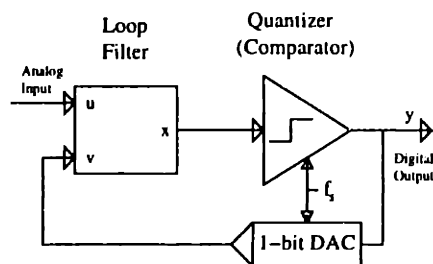 Loop
Filter
Quantizer
(Comparator)
Analog
Input
u
v
x
y
Digital
Output
fs
1-bit DAC